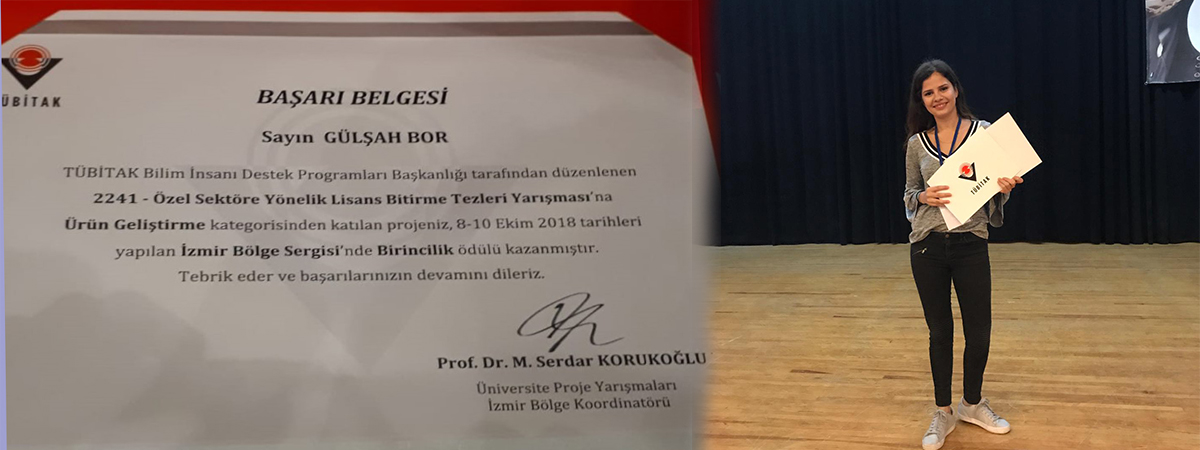 ÜBİTAK
BAŞARI BELGESİ
Sayın GÜLŞAH BOR
TÜBİTAK Bilim İnsanı Destek Programları Başkanlığı tarafından düzenlenen
2241 - Özel Sektöre Yönelik Lisans Bitirme Tezleri Yarışması'na
Ürün Geliştirme kategorisinden katılan projeniz, 8-10 Ekim 2018 tarihleri
yapılan İzmir Bölge Sergisi'nde Birincilik ödülü kazanmıştır.
Tebrik eder ve başarılarınızın devamını dileriz.
Prof. Dr. M. Serdar KORUKOĞLU
Üniversite Proje Yarışmaları
İzmir Bölge Koordinatörü
TÜBİTAK